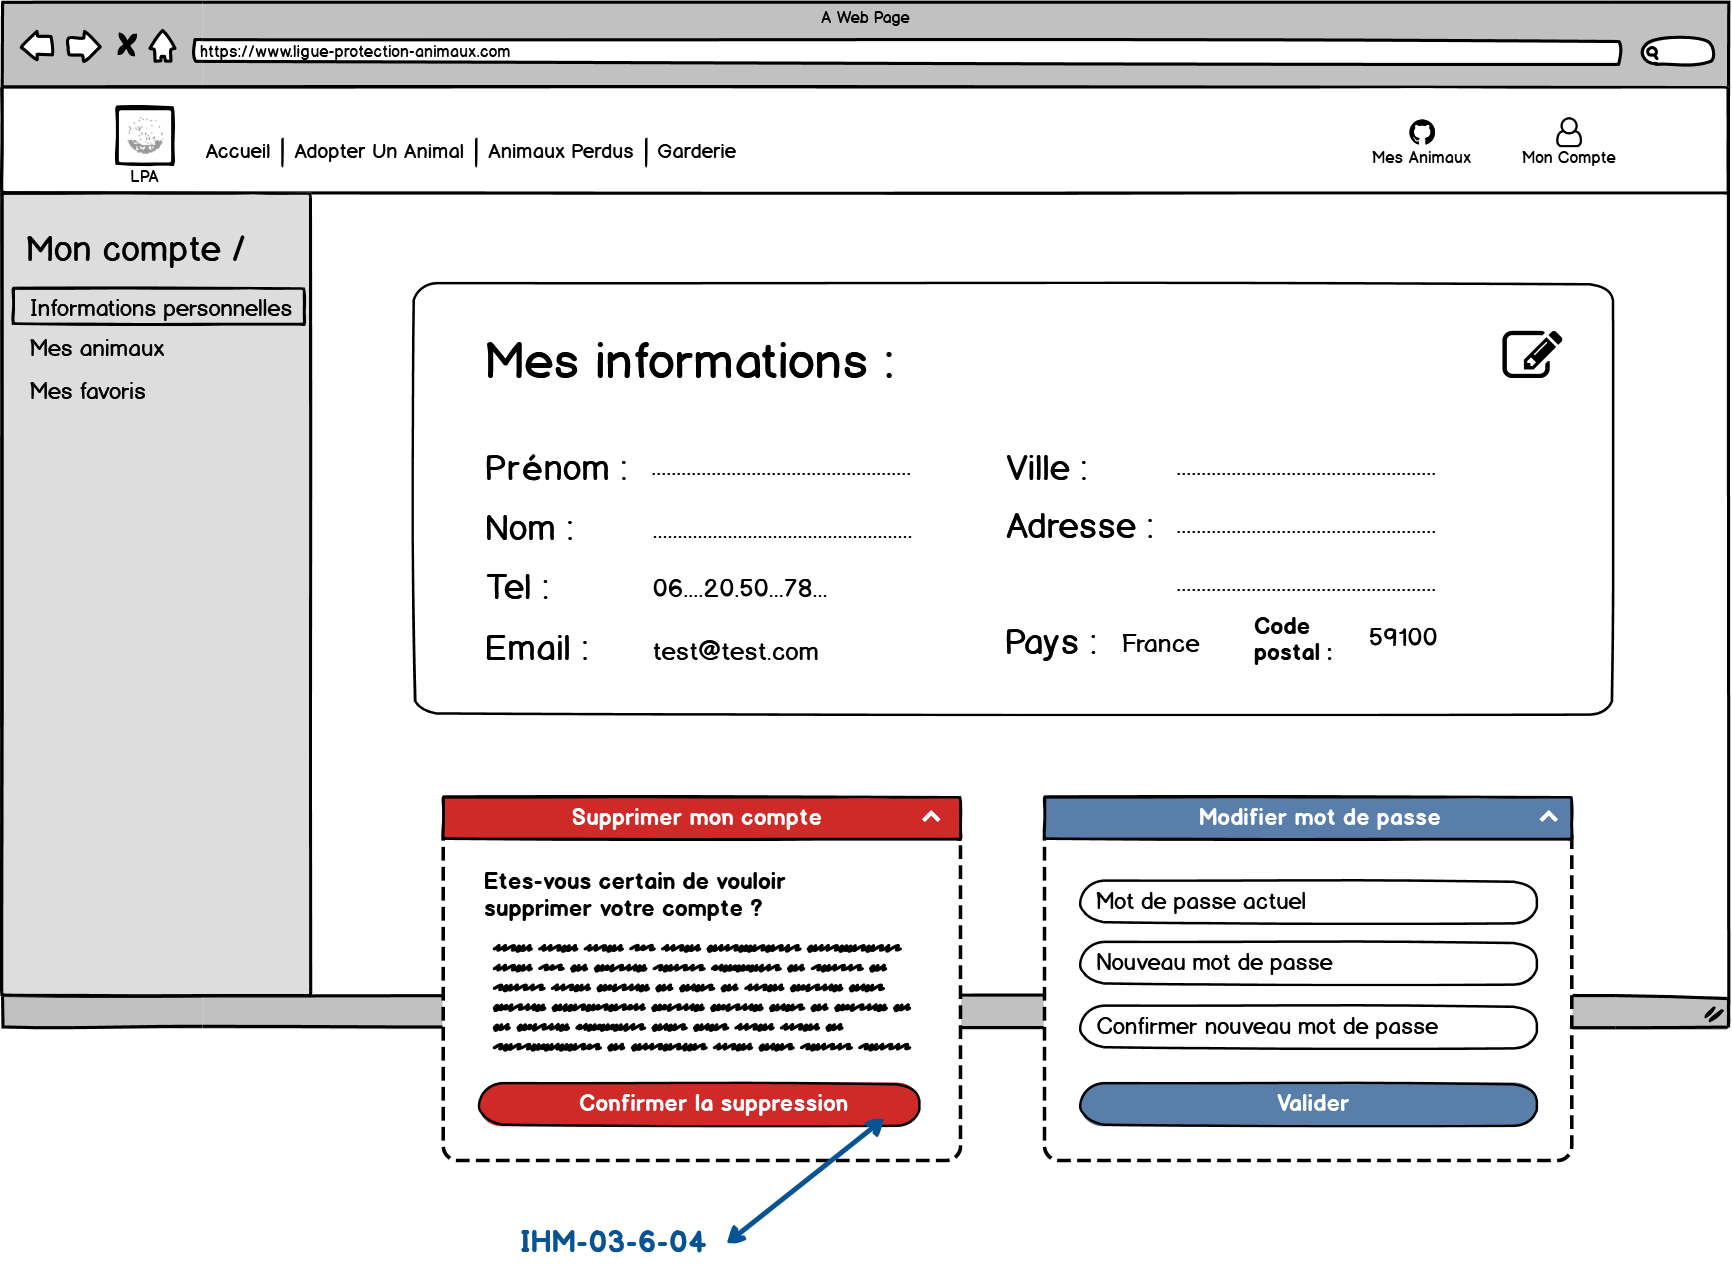 A Web Page
https://www.ligue-protection-animaux.com
LPA
Accueil | Adopter Un Animal | Animaux Perdus | Garderie
Mes Animaux
Mon Compte
Mon compte /
Informations personnelles
Mes animaux
Mes favoris
Mes informations :
Prénom : ....................................................
Nom : ....................................................
Tel : 06....20.50...78...
Email : test@test.com
Ville : ....................................................
Adresse : ....................................................
....................................................
Pays : France
Code
postal :
59100
Supprimer mon compte
Etes-vous certain de vouloir
supprimer votre compte ?
Confirmer la suppression
Modifier mot de passe
Mot de passe actuel
Nouveau mot de passe
Confirmer nouveau mot de passe
Valider
IHM-03-6-04